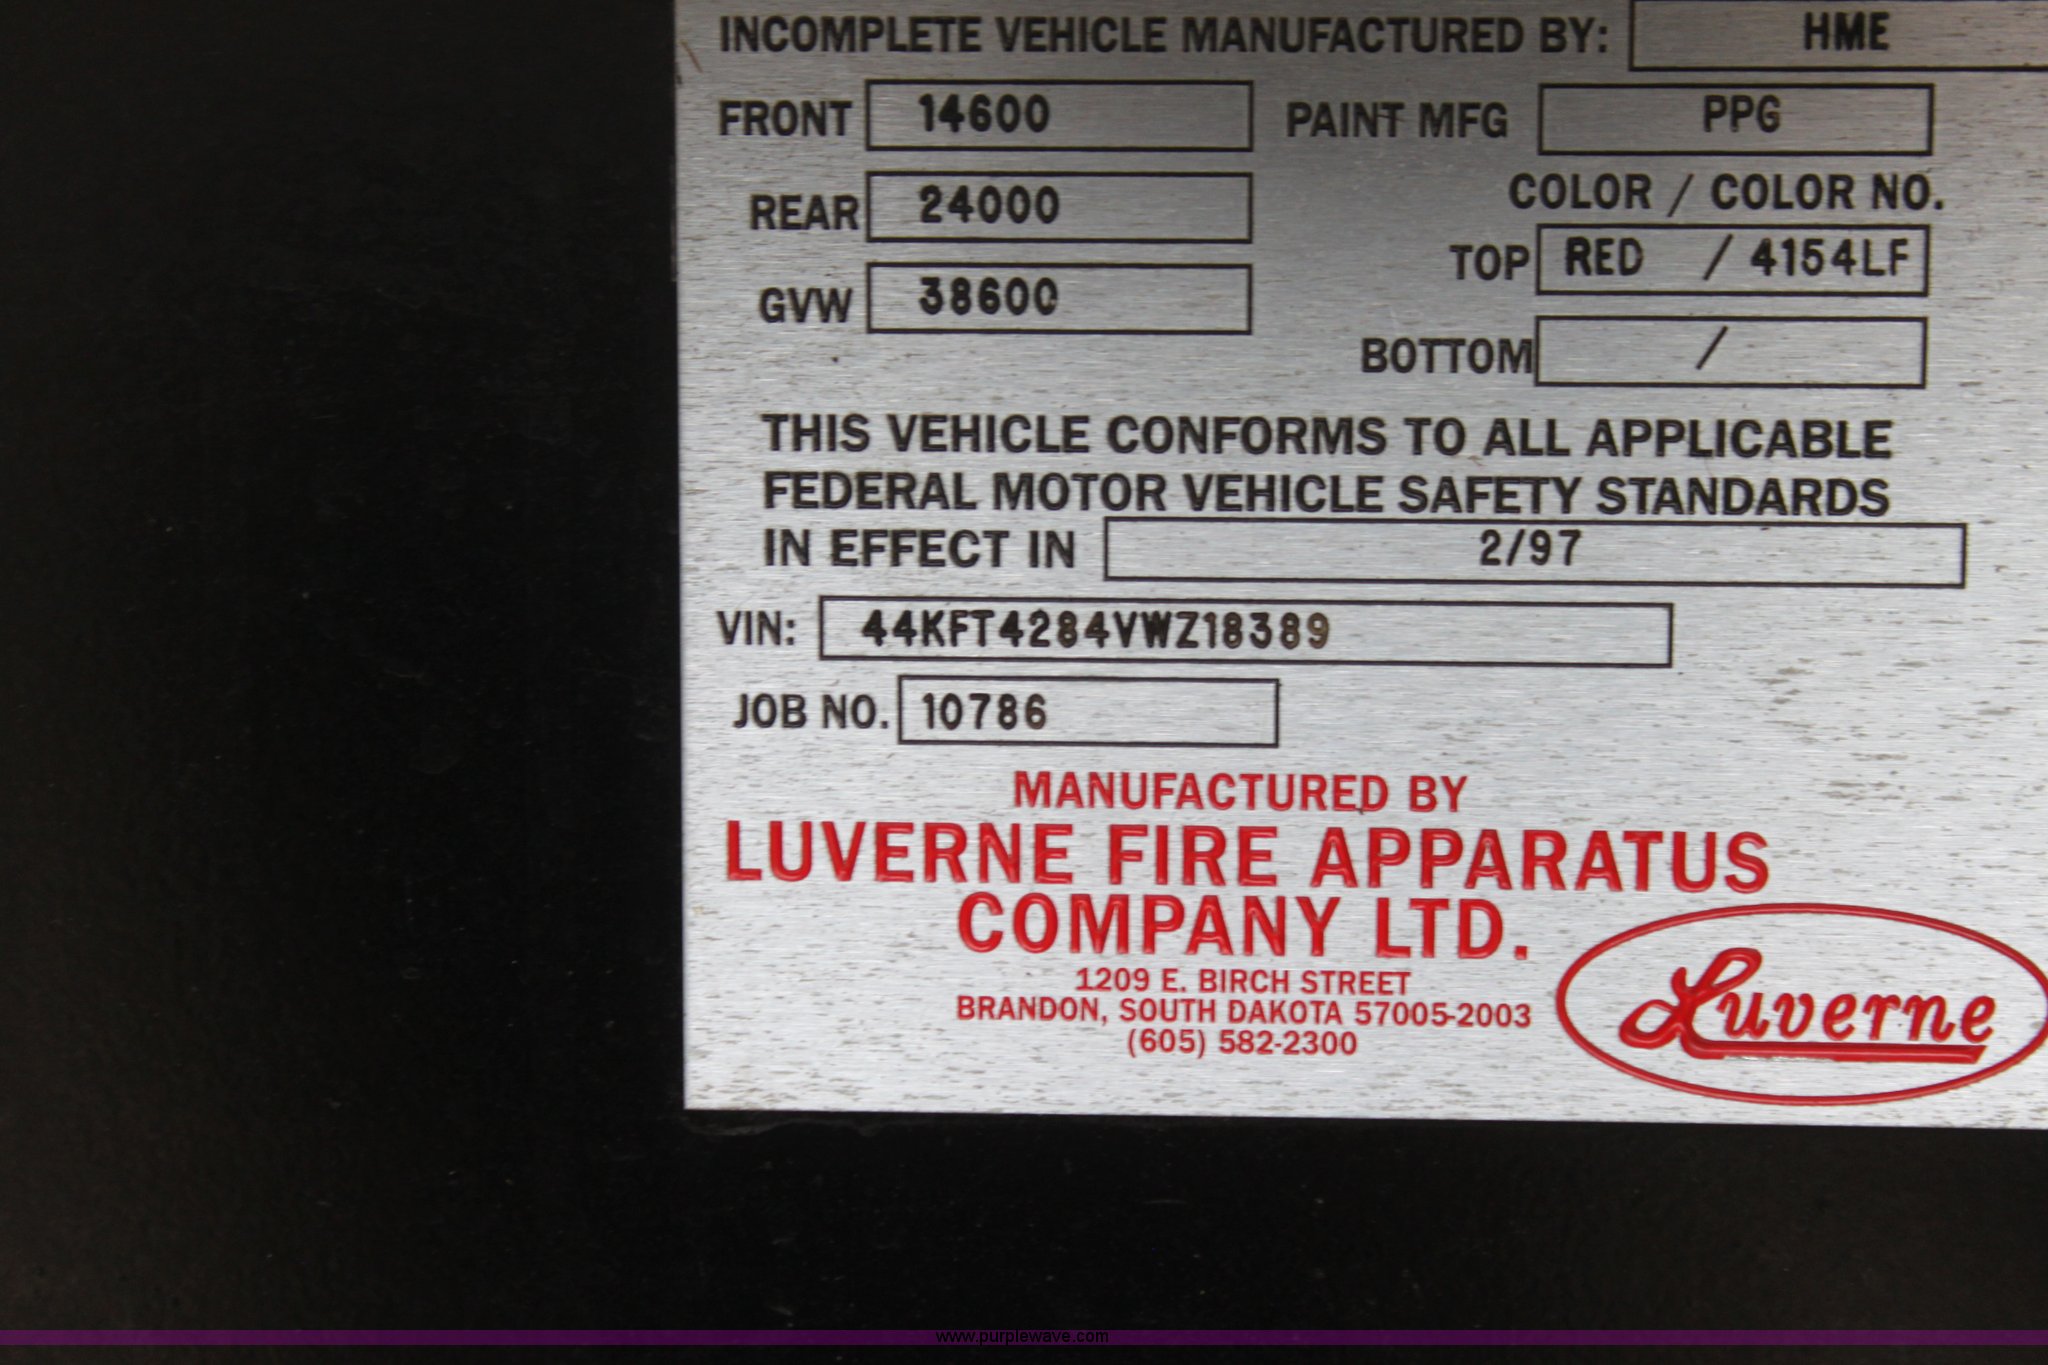 INCOMPLETE VEHICLE MANUFACTURED BY: HME
FRONT 14600 PAINT MFG PPG
COLOR / COLOR NO.
REAR 24000
TOP RED / 4154LF
GVW 38600
BOTTOM /
THIS VEHICLE CONFORMS TO ALL APPLICABLE
FEDERAL MOTOR VEHICLE SAFETY STANDARDS
IN EFFECT IN 2/97
VIN: 44KFT4284VWZ18389
JOB NO. 10786
MANUFACTURED BY
LUVERNE FIRE APPARATUS
COMPANY LTD.
1209 E. BIRCH STREET
BRANDON, SOUTH DAKOTA 57005-2003
(605) 582-2300
Luverne
www.purplewave.com